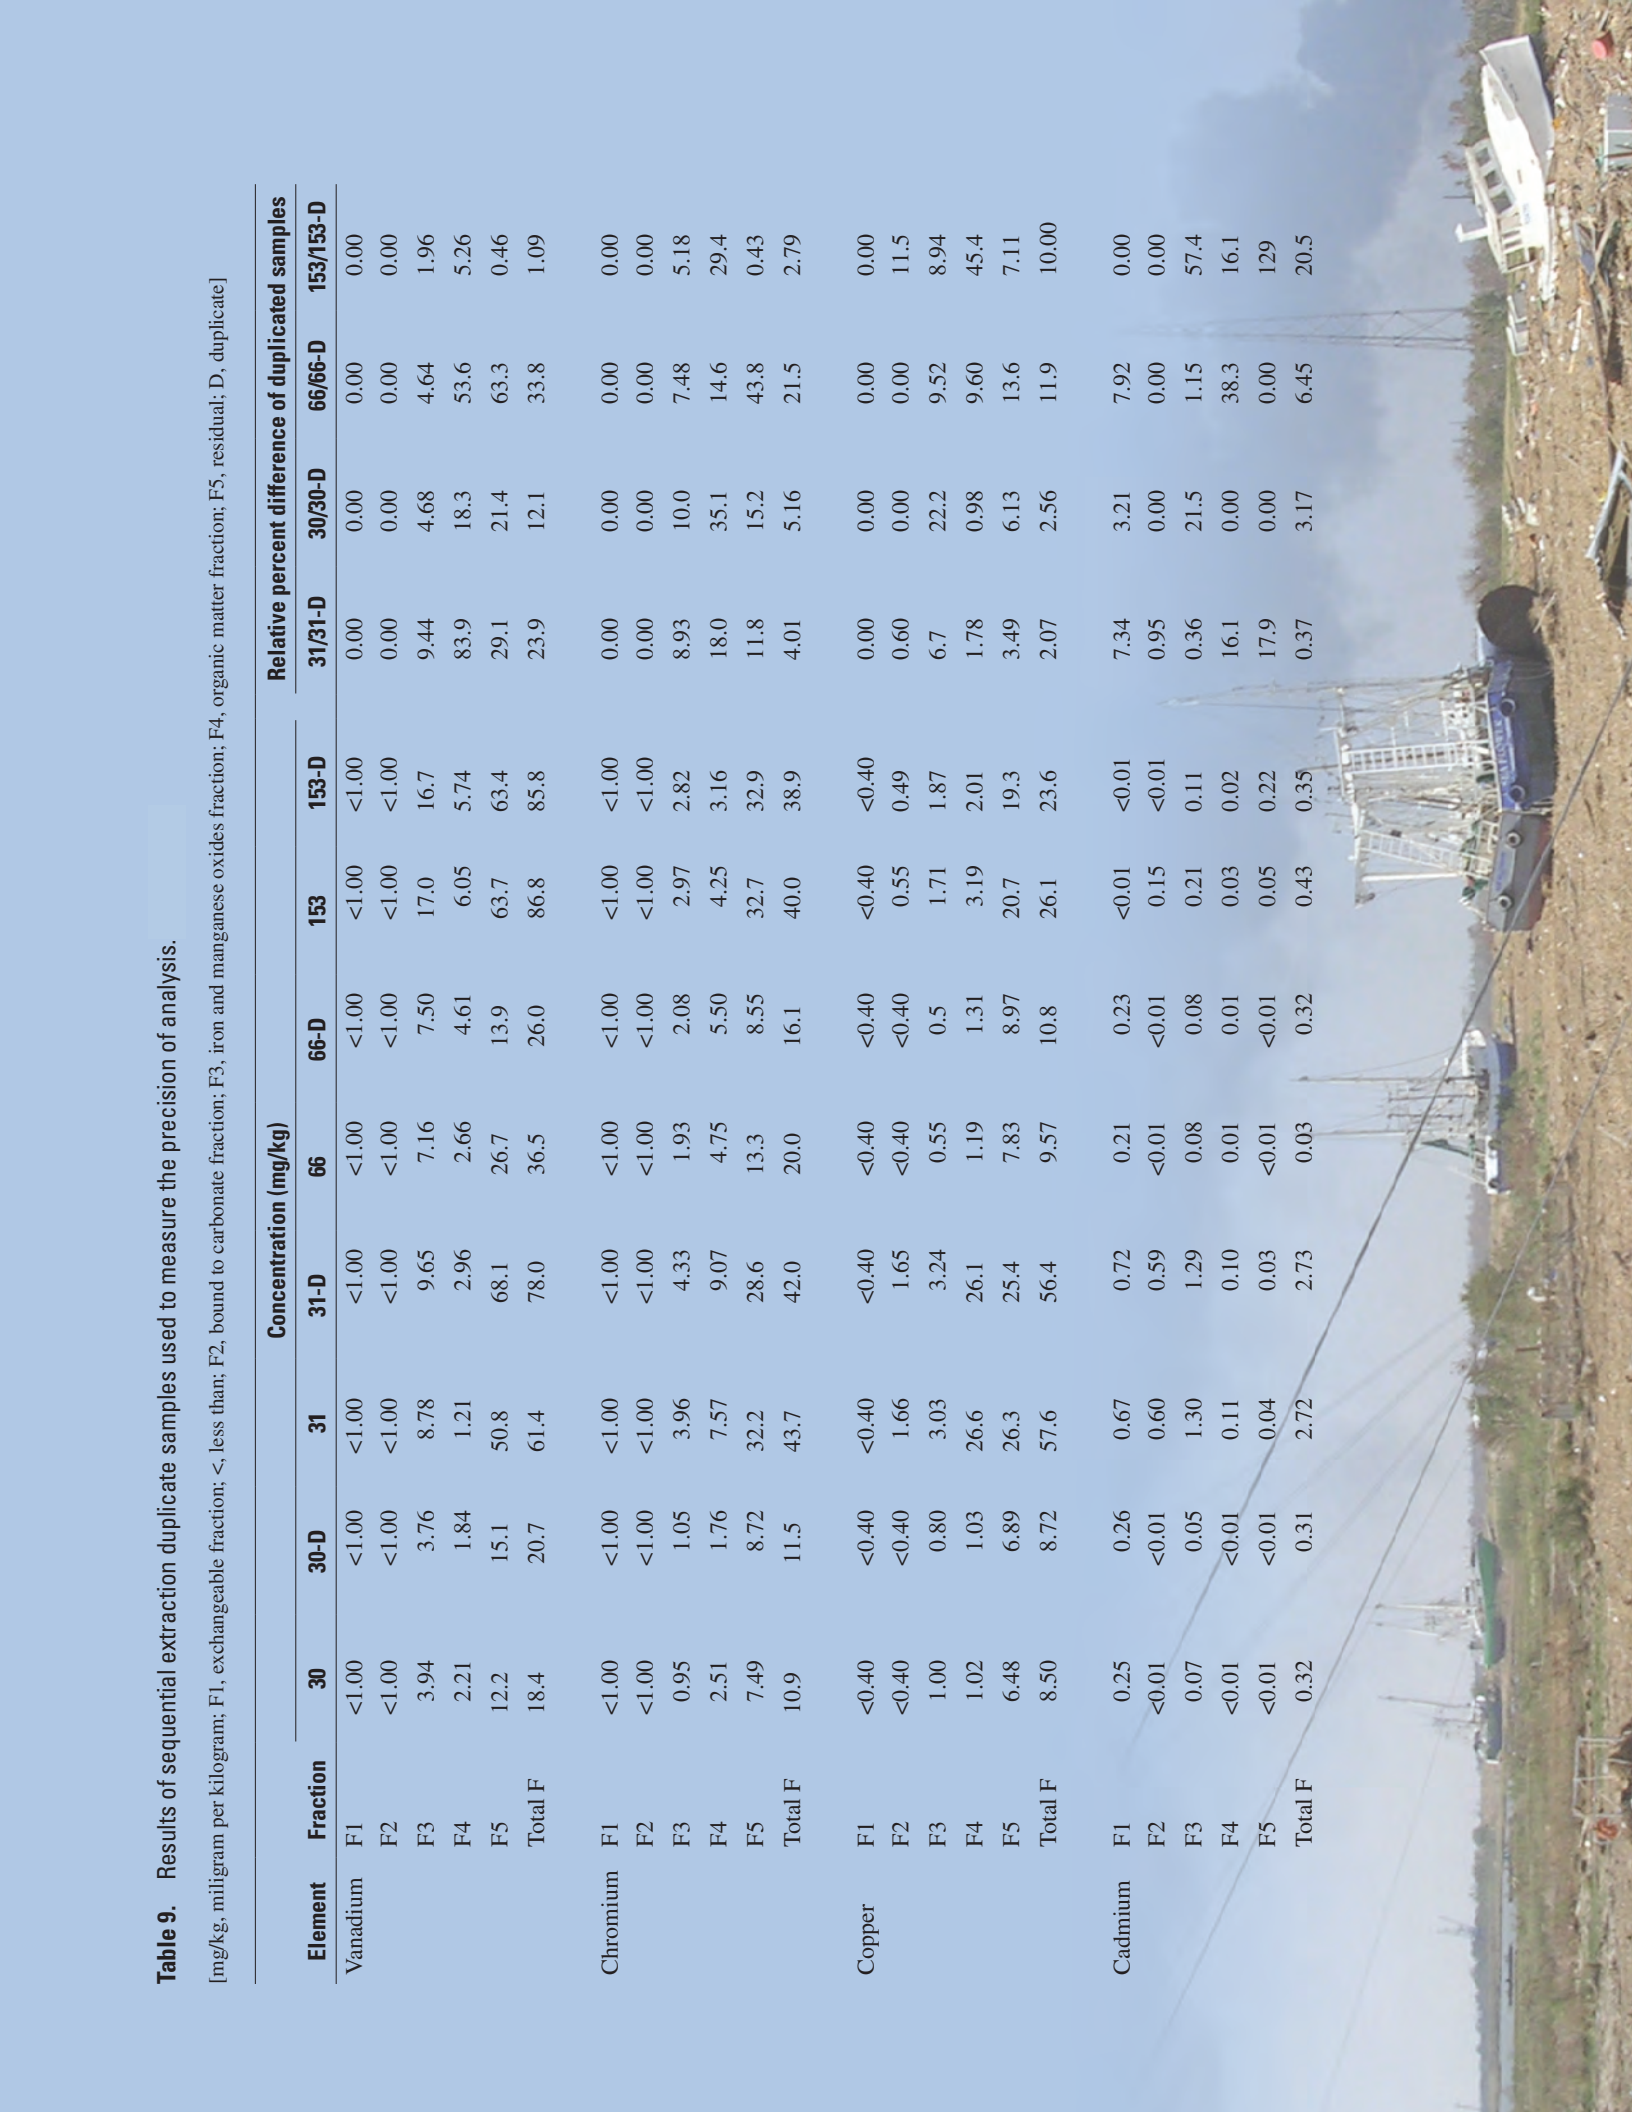 Table 9. Results of sequential extraction duplicate samples used to measure the precision of analysis.
[mg/kg, miligram per kilogram; F1, exchangeable fraction; <, less than; F2, bound to carbonate fraction; F3, iron and manganese oxides fraction; F4, organic matter fraction; F5, residual; D, duplicate]
Concentration (mg/kg) Relative percent difference of duplicated samples
Element Fraction 30 30-D 31 31-D 66 66-D 153 153-D 31/31-D 30/30-D 66/66-D 153/153-D
Vanadium F1 <1.00 <1.00 <1.00 <1.00 <1.00 <1.00 <1.00 <1.00 0.00 0.00 0.00 0.00
F2 <1.00 <1.00 <1.00 <1.00 <1.00 <1.00 <1.00 <1.00 0.00 0.00 0.00 0.00
F3 3.94 3.76 8.78 9.65 7.16 7.50 17.0 16.7 9.44 4.68 4.64 1.96
F4 2.21 1.84 1.21 2.96 2.66 4.61 6.05 5.74 83.9 18.3 53.6 5.26
F5 12.2 15.1 50.8 68.1 26.7 13.9 63.7 63.4 29.1 21.4 63.3 0.46
Total F 18.4 20.7 61.4 78.0 36.5 26.0 86.8 85.8 23.9 12.1 33.8 1.09
Chromium F1 <1.00 <1.00 <1.00 <1.00 <1.00 <1.00 <1.00 <1.00 0.00 0.00 0.00 0.00
F2 <1.00 <1.00 <1.00 <1.00 <1.00 <1.00 <1.00 <1.00 0.00 0.00 0.00 0.00
F3 0.95 1.05 3.96 4.33 1.93 2.08 2.97 2.82 8.93 10.0 7.48 5.18
F4 2.51 1.76 7.57 9.07 4.75 5.50 4.25 3.16 18.0 35.1 14.6 29.4
F5 7.49 8.72 32.2 28.6 13.3 8.55 32.7 32.9 11.8 15.2 43.8 0.43
Total F 10.9 11.5 43.7 42.0 20.0 16.1 40.0 38.9 4.01 5.16 21.5 2.79
Copper F1 <0.40 <0.40 <0.40 <0.40 <0.40 <0.40 <0.40 <0.40 0.00 0.00 0.00 0.00
F2 <0.40 <0.40 1.66 1.65 <0.40 <0.40 0.55 0.49 0.60 0.00 0.00 11.5
F3 1.00 0.80 3.03 3.24 0.55 0.5 1.71 1.87 6.7 22.2 9.52 8.94
F4 1.02 1.03 26.6 26.1 1.19 1.31 3.19 2.01 1.78 0.98 9.60 45.4
F5 6.48 6.89 26.3 25.4 7.83 8.97 20.7 19.3 3.49 6.13 13.6 7.11
Total F 8.50 8.72 57.6 56.4 9.57 10.8 26.1 23.6 2.07 2.56 11.9 10.00
Cadmium F1 0.25 0.26 0.67 0.72 0.21 0.23 <0.01 <0.01 7.34 3.21 7.92 0.00
F2 <0.01 <0.01 0.60 0.59 <0.01 <0.01 0.15 <0.01 0.95 0.00 0.00 0.00
F3 0.07 0.05 1.30 1.29 0.08 0.08 0.21 0.11 0.36 21.5 1.15 57.4
F4 <0.01 <0.01 0.11 0.10 0.01 0.01 0.03 0.02 16.1 0.00 38.3 16.1
F5 <0.01 <0.01 0.04 0.03 <0.01 <0.01 0.05 0.22 17.9 0.00 0.00 129
Total F 0.32 0.31 2.72 2.73 0.03 0.32 0.43 0.35 0.37 3.17 6.45 20.5